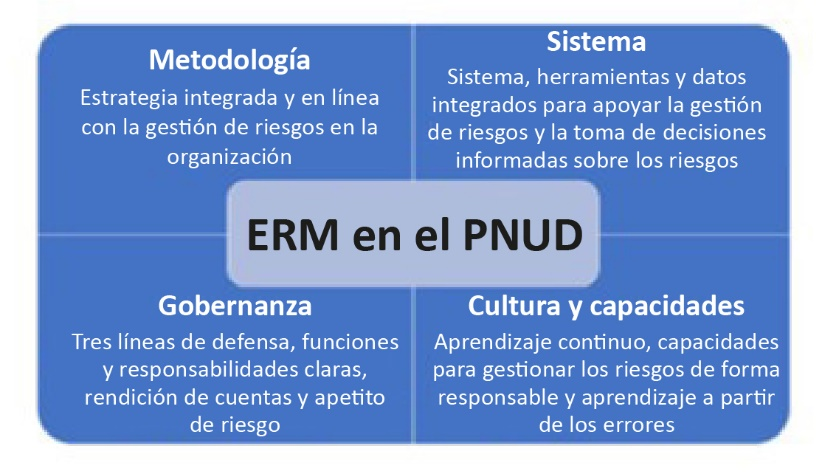 Metodología
Estrategia integrada y en línea
con la gestión de riesgos en la
organización
Sistema
Sistema, herramientas y datos
integrados para apoyar la gestión
de riesgos y la toma de decisiones
informadas sobre los riesgos
ERM en el PNUD
Gobernanza
Tres líneas de defensa, funciones
y responsabilidades claras,
rendición de cuentas y apetito
de riesgo
Cultura y capacidades
Aprendizaje continuo, capacidades
para gestionar los riesgos de forma
responsable y aprendizaje a partir
de los errores